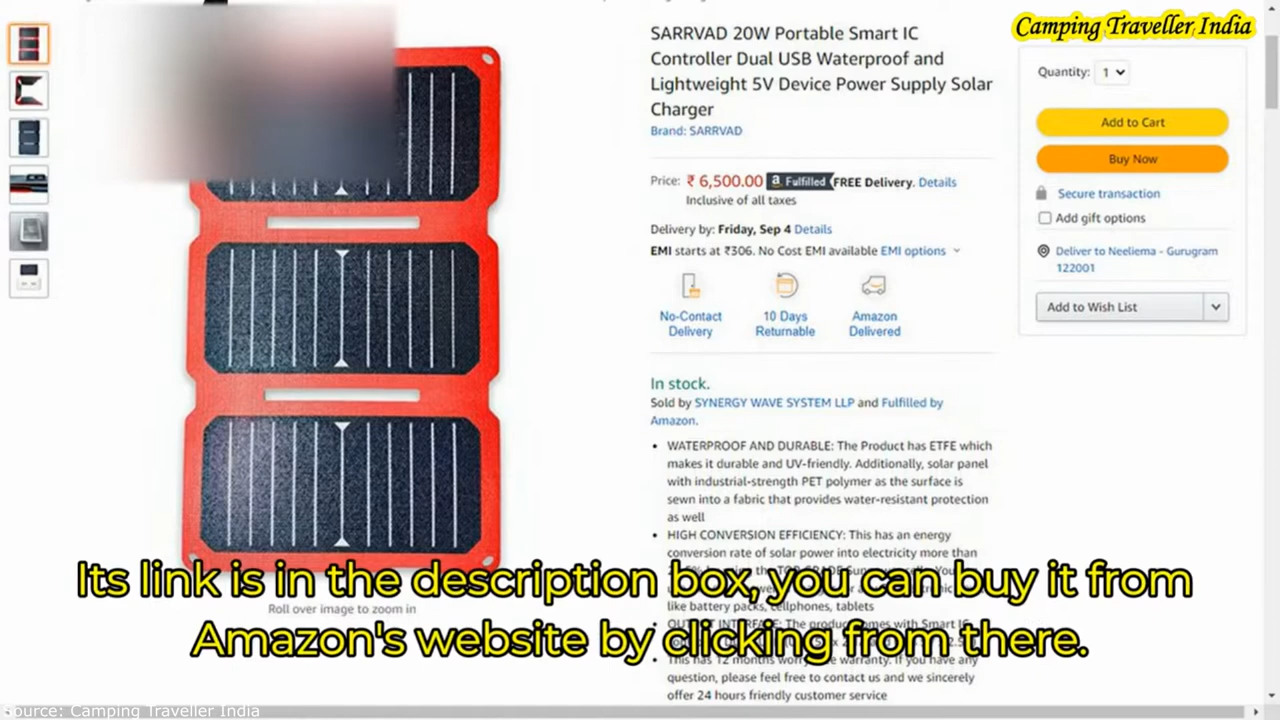 SARRVAD 20W Portable Smart IC
Controller Dual USB Waterproof and
Lightweight 5V Device Power Supply Solar
Charger
Brand: SARRVAD
Price: ₹ 6,500.00 a Fulfilled FREE Delivery. Details
Inclusive of all taxes
Delivery by: Friday, Sep 4 Details
EMI starts at ₹306. No Cost EMI available EMI options
No-Contact
Delivery
10 Days
Returnable
Amazon
Delivered
In stock.
Sold by SYNERGY WAVE SYSTEM LLP and Fulfilled by
Amazon.
• WATERPROOF AND DURABLE: The Product has ETFE which
makes it durable and UV-friendly. Additionally, solar panel
with industrial-strength PET polymer as the surface is
sewn into a fabric that provides water-resistant protection
as well
• HIGH CONVERSION EFFICIENCY: This has an energy
conversion rate of solar power into electricity more than
like battery packs, cellphones, tablets
• This has 12 months warranty. If you have any
question, please feel free to contact us and we sincerely
offer 24 hours friendly customer service
Camping Traveller India
Quantity: 1
Add to Cart
Buy Now
Secure transaction
Add gift options
Deliver to Neeliema - Gurugram
122001
Add to Wish List
Roll over image to zoom in
Its link is in the description box, you can buy it from
Amazon's website by clicking from there.
Source: Camping Traveller India